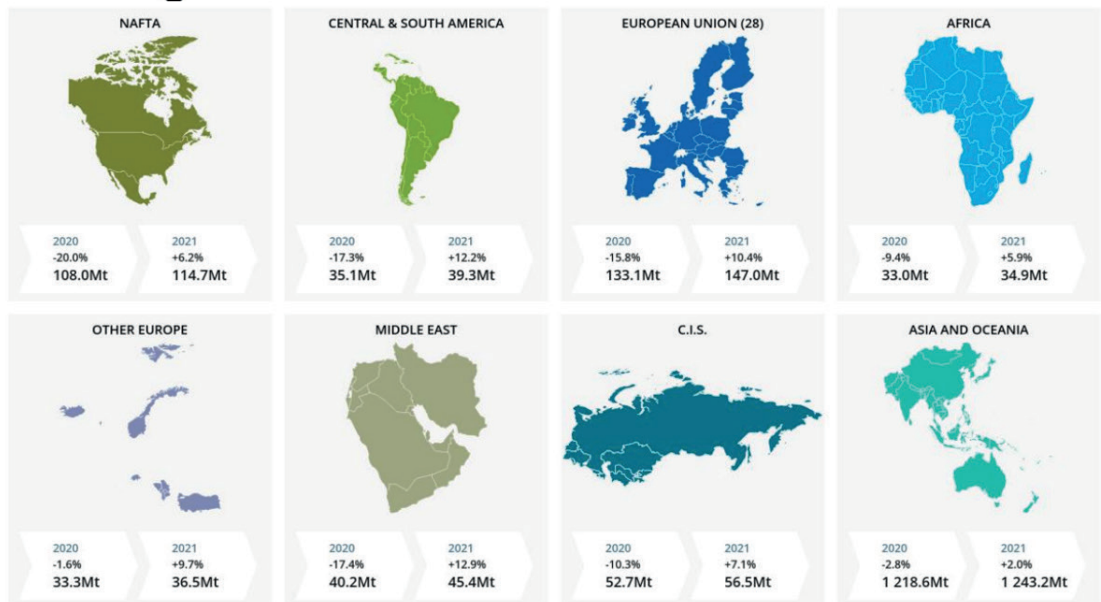 NAFTA
2020 2021
-20.0% +6.2%
108.0Mt 114.7Mt
CENTRAL & SOUTH AMERICA
2020 2021
-17.3% +12.2%
35.1Mt 39.3Mt
EUROPEAN UNION (28)
2020 2021
-15.8% +10.4%
133.1Mt 147.0Mt
AFRICA
2020 2021
-9.4% +5.9%
33.0Mt 34.9Mt
OTHER EUROPE
2020 2021
-1.6% +9.7%
33.3Mt 36.5Mt
MIDDLE EAST
2020 2021
-17.4% +12.9%
40.2Mt 45.4Mt
C.I.S.
2020 2021
-10.3% +7.1%
52.7Mt 56.5Mt
ASIA AND OCEANIA
2020 2021
-2.8% +2.0%
1 218.6Mt 1 243.2Mt